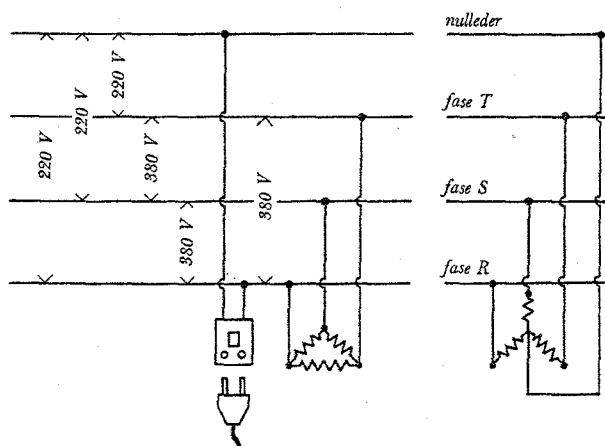 nulleder
220 V
fase T
220 V
220 V
380 V
380 V
fase S
380 V
fase R